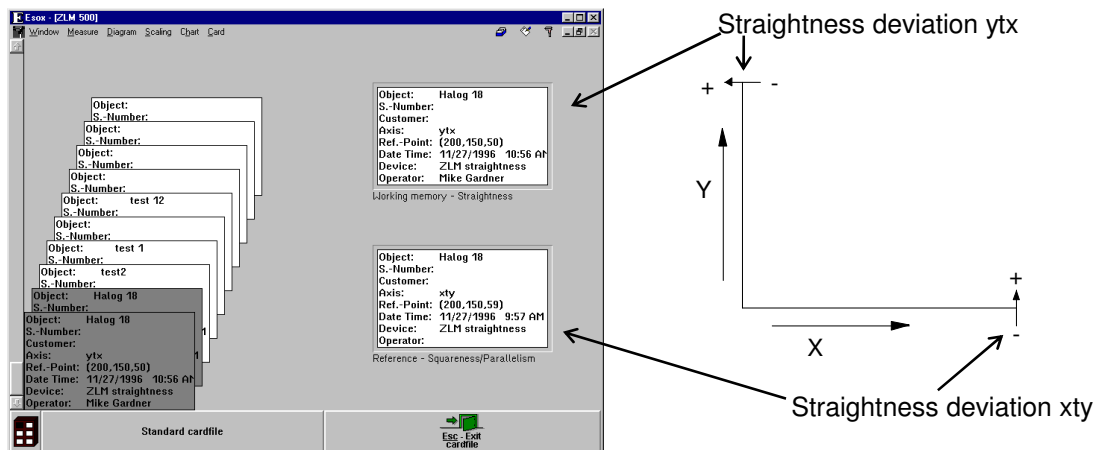 Esox - [ZLM 500]
Window Measure Diagram Scaling Chart Card
Object:
S.-Number:
Object:
S.-Number:
Object:
S.-Number:
Object:
S.-Number:
Object: test 12
S.-Number:
Object:
S.-Number:
Object: test 1
S.-Number:
Object: test2
S.-Number:
Object: Halog 18
S.-Number:
Object: Halog 18
S.-Number:
Customer:
Axis: ytx
Ref.-Point: (200,150,50)
Date Time: 11/27/1996 10:56 AM
Device: ZLM straightness
Operator: Mike Gardner
Object: Halog 18
S.-Number:
Customer:
Axis: ytx
Ref.-Point: (200,150,50)
Date Time: 11/27/1996 10:56 AM
Device: ZLM straightness
Operator: Mike Gardner
Working memory - Straightness
Object: Halog 18
S.-Number:
Customer:
Axis: xty
Ref.-Point: (200,150,59)
Date Time: 11/27/1996 9:57 AM
Device: ZLM straightness
Operator:
Reference - Squareness/Parallelism
Standard cardfile
Esc - Exit
cardfile
Straightness deviation ytx
+ -
Y
X
+
-
Straightness deviation xty